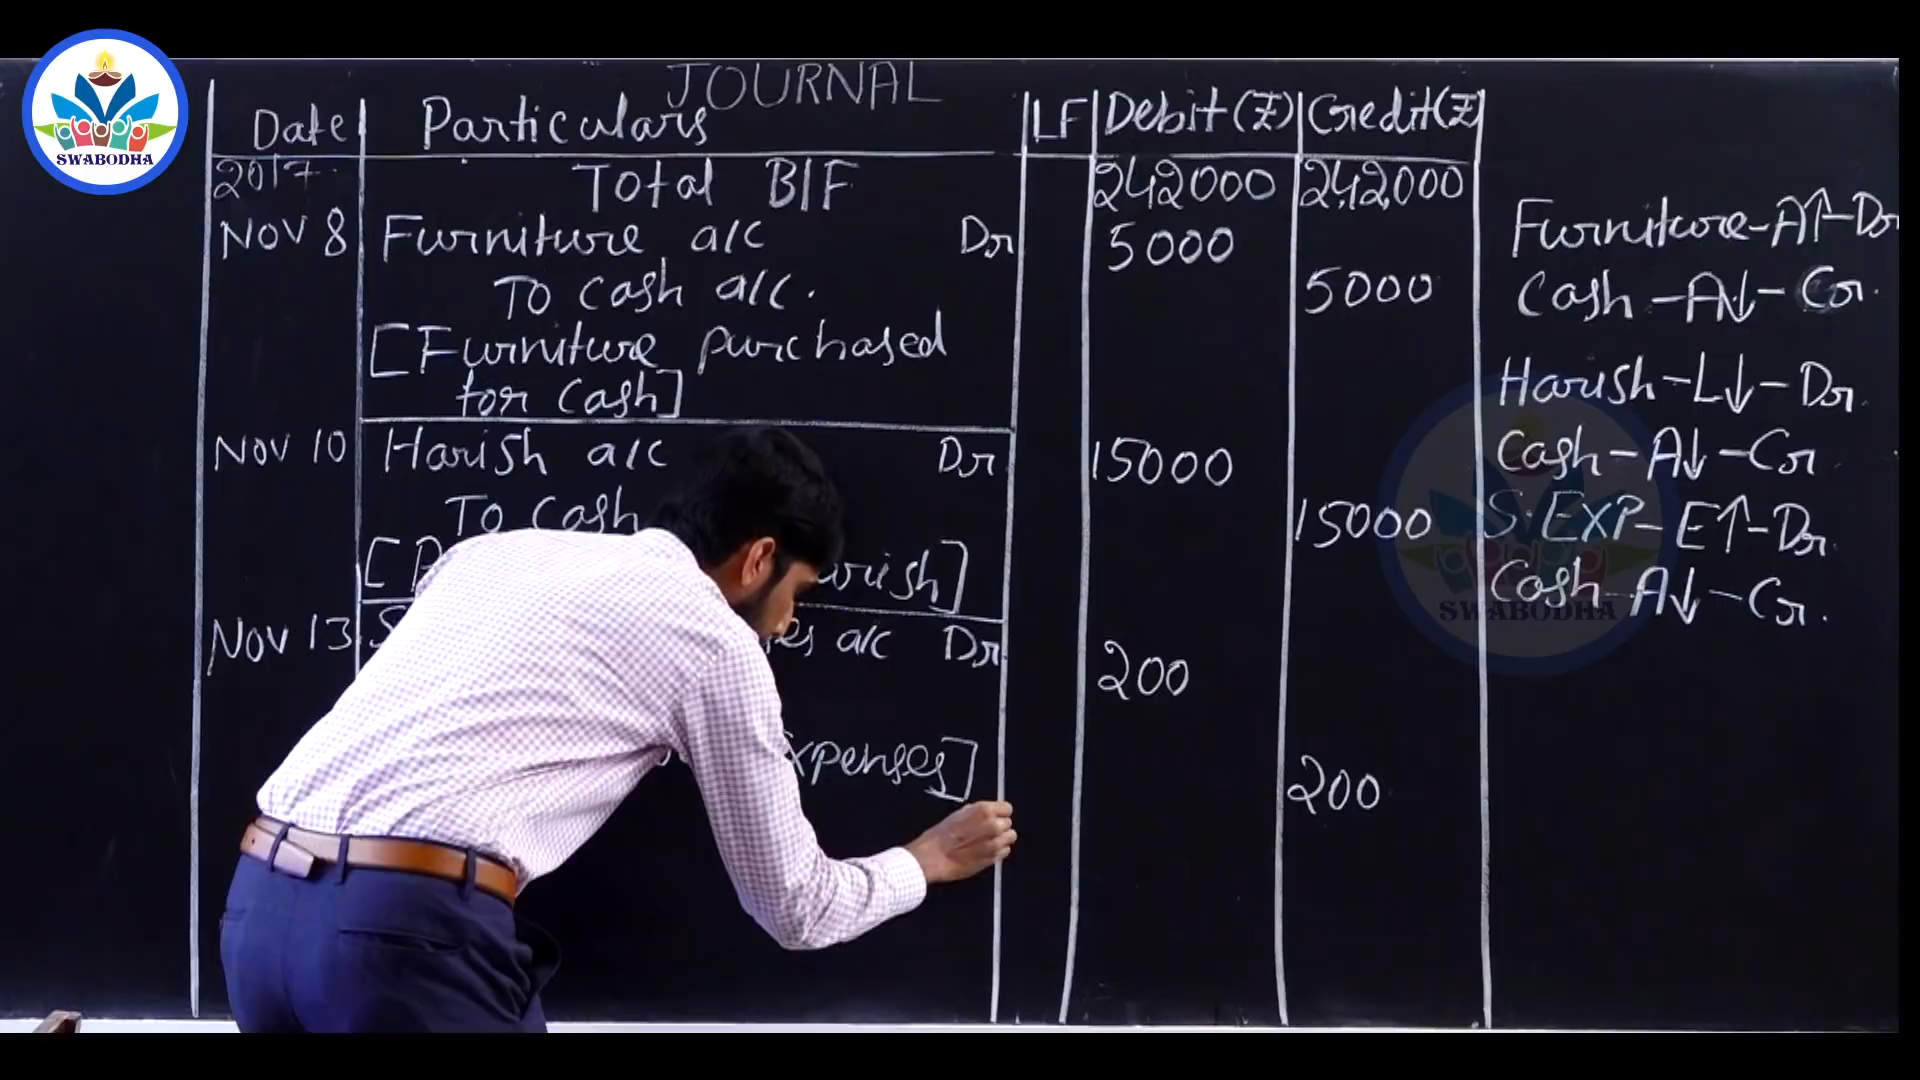 SWABODHA
JOURNAL
Date Particulars LF Debit (₹) Credit (₹)
2017 Total B/F 242000 242000
NOV 8 Furniture a/c Dr 5000
To Cash a/c. 5000
[Furniture purchased
for Cash]
NOV 10 Harish a/c Dr 15000
To Cash 15000
NOV 13 a/c Dr 200
200
Furniture-A↑-Dr
Cash-A↓-Cr.
Harish-L↓-Dr.
Cash-A↓-Cr
S.EXP-E↑-Dr.
Cash-A↓-Cr.
SWABODHA